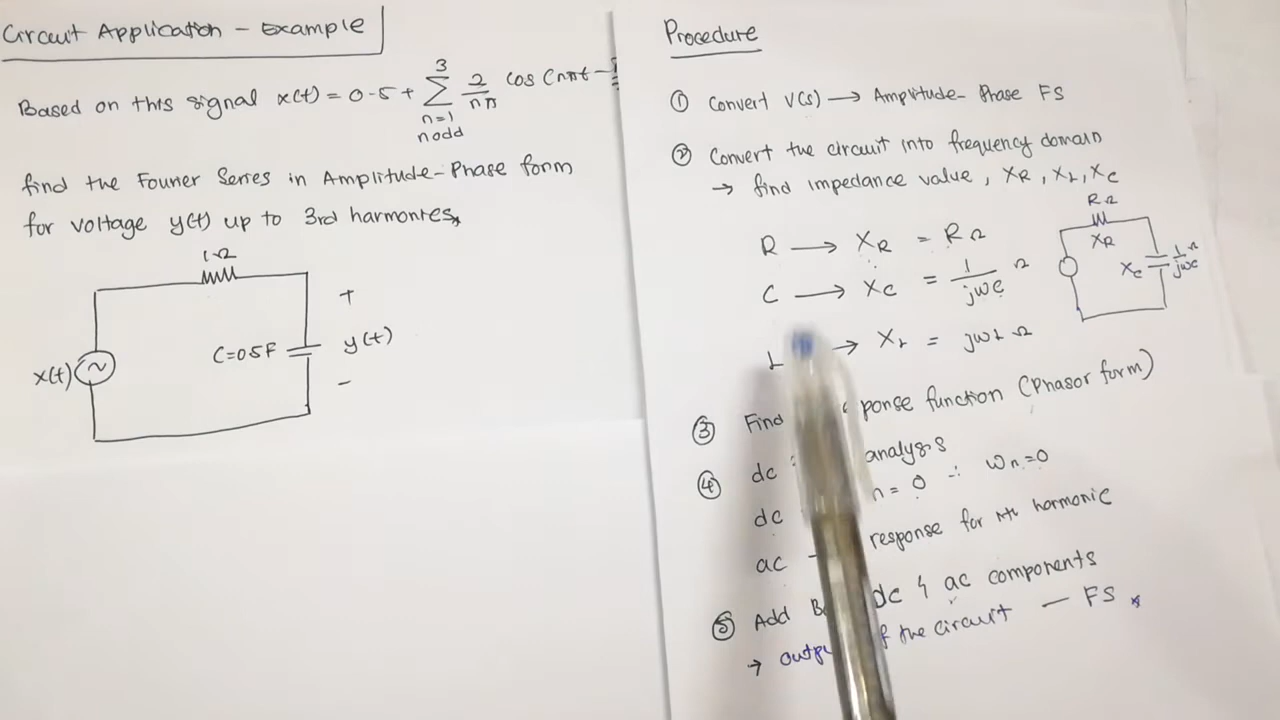 Circuit Application - Example
Based on this signal x(t) = 0.5 + 3 Σ n=1 n odd 2/nπ cos (nπt -
find the Fourier Series in Amplitude-Phase form
for voltage y(t) up to 3rd harmonics
1Ω
x(t)
~
C=0.5F
+
y(t)
-
Procedure
① Convert V(s) → Amplitude-Phase FS
② Convert the circuit into frequency domain
→ find impedance value, XR, XL, XC
R → XR = RΩ
C → XC = 1/jωC Ω
L → XL = jωL Ω
RΩ
XR
XC
1/jωC Ω
③ Find ponse function (Phasor form)
④ dc analysis
dc n = 0 ∴ ωn=0
ac → response for nth harmonic
⑤ Add dc & ac components
→ of the circuit - FS